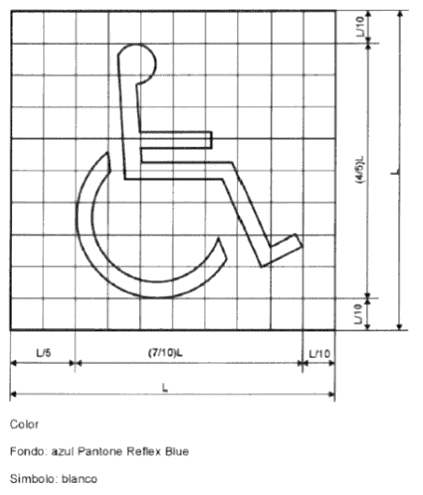 L/10
(4/5)L
L
L/10
L/5
(7/10)L
L/10
L
Color
Fondo: azul Pantone Reflex Blue
Símbolo: blanco